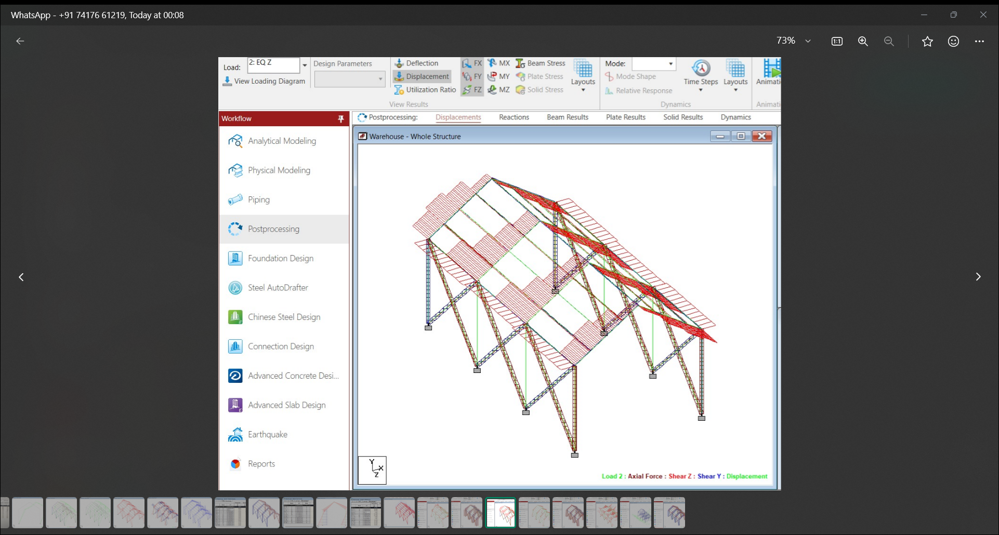 WhatsApp - +91 74176 61219, Today at 00:08
73%
1:1
Load: 2: EQ Z
View Loading Diagram
Design Parameters
Deflection
Displacement
Utilization Ratio
FX
FY
FZ
MX
MY
MZ
Beam Stress
Plate Stress
Solid Stress
Layouts
View Results
Mode:
Mode Shape
Relative Response
Time Steps
Layouts
Dynamics
Animati
Animati
Workflow
Postprocessing: Displacements Reactions Beam Results Plate Results Solid Results Dynamics
Warehouse - Whole Structure
Analytical Modeling
Physical Modeling
Piping
Postprocessing
Foundation Design
Steel AutoDrafter
Chinese Steel Design
Connection Design
Advanced Concrete Desi...
Advanced Slab Design
Earthquake
Reports
Y
X
Z
Load 2 : Axial Force : Shear Z : Shear Y : Displacement